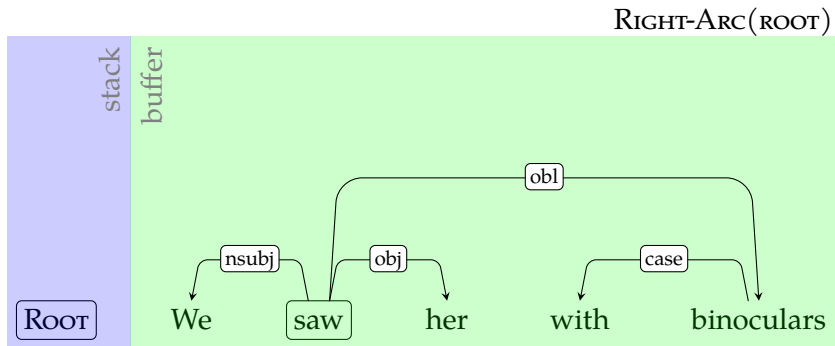 Right-Arc(root)
stack
buffer
obl
nsubj obj case
Root We saw her with binoculars